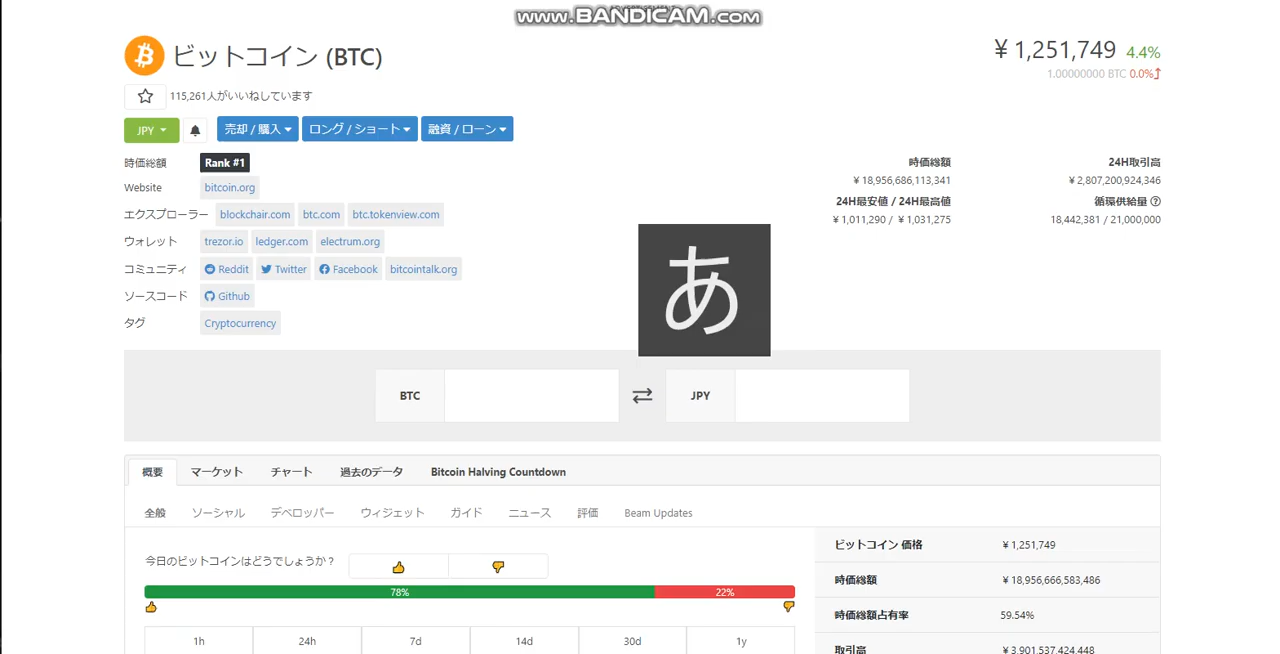 www.BANDICAM.com
ビットコイン (BTC)
¥ 1,251,749 4.4%
1.00000000 BTC 0.0%
115,261人がいいねしています
JPY
売却 / 購入
ロング / ショート
融資 / ローン
時価総額 Rank #1
Website bitcoin.org
エクスプローラー blockchair.com btc.com btc.tokenview.com
ウォレット trezor.io ledger.com electrum.org
コミュニティ Reddit Twitter Facebook bitcointalk.org
ソースコード Github
タグ Cryptocurrency
時価総額 24H取引高
¥ 18,956,686,113,341 ¥ 2,807,200,924,346
24H最安値 / 24H最高値 循環供給量
¥ 1,011,290 / ¥ 1,031,275 18,442,381 / 21,000,000
あ
BTC JPY
概要 マーケット チャート 過去のデータ Bitcoin Halving Countdown
全般 ソーシャル デベロッパー ウィジェット ガイド ニュース 評価 Beam Updates
今日のビットコインはどうでしょうか?
78% 22%
1h 24h 7d 14d 30d 1y
ビットコイン 価格 ¥ 1,251,749
時価総額 ¥ 18,956,666,583,486
時価総額占有率 59.54%
取引高 ¥ 3,901,537,424,448